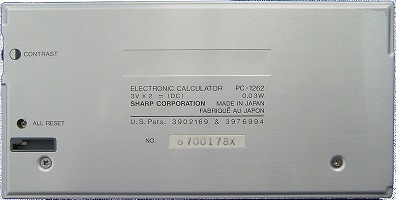 CONTRAST
ELECTRONIC CALCULATOR PC-1262
3V X 2 ⎓ (DC) 0.03W
SHARP CORPORATION MADE IN JAPAN
FABRIQUÉ AU JAPON
ALL RESET
U.S. Pats. 3902169 & 3976994
NO. 6700178X